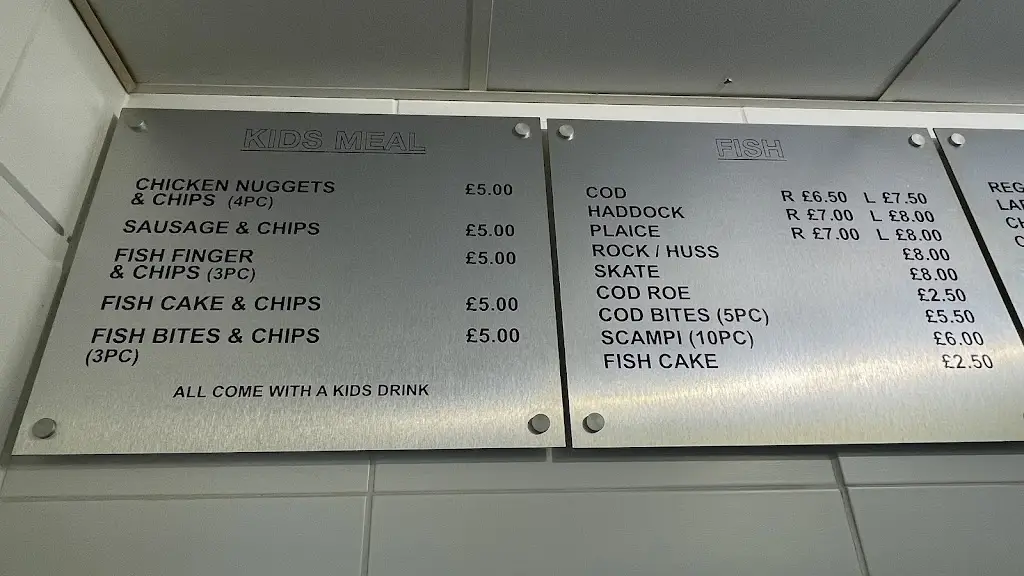 KIDS MEAL
CHICKEN NUGGETS
& CHIPS (4PC) £5.00
SAUSAGE & CHIPS £5.00
FISH FINGER £5.00
& CHIPS (3PC)
FISH CAKE & CHIPS £5.00
FISH BITES & CHIPS £5.00
(3PC)
ALL COME WITH A KIDS DRINK
FISH
COD R £6.50 L £7.50
HADDOCK R £7.00 L £8.00
PLAICE R £7.00 L £8.00
ROCK / HUSS £8.00
SKATE £8.00
COD ROE £2.50
COD BITES (5PC) £5.50
SCAMPI (10PC) £6.00
FISH CAKE £2.50
REG
LAR